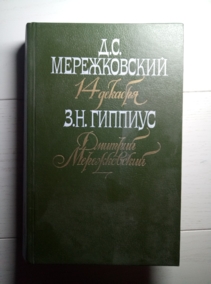 Д.С.
МЕРЕЖКОВСКИЙ
14 декабря
З.Н. ГИППИУС
Дмитрий
Мережковский